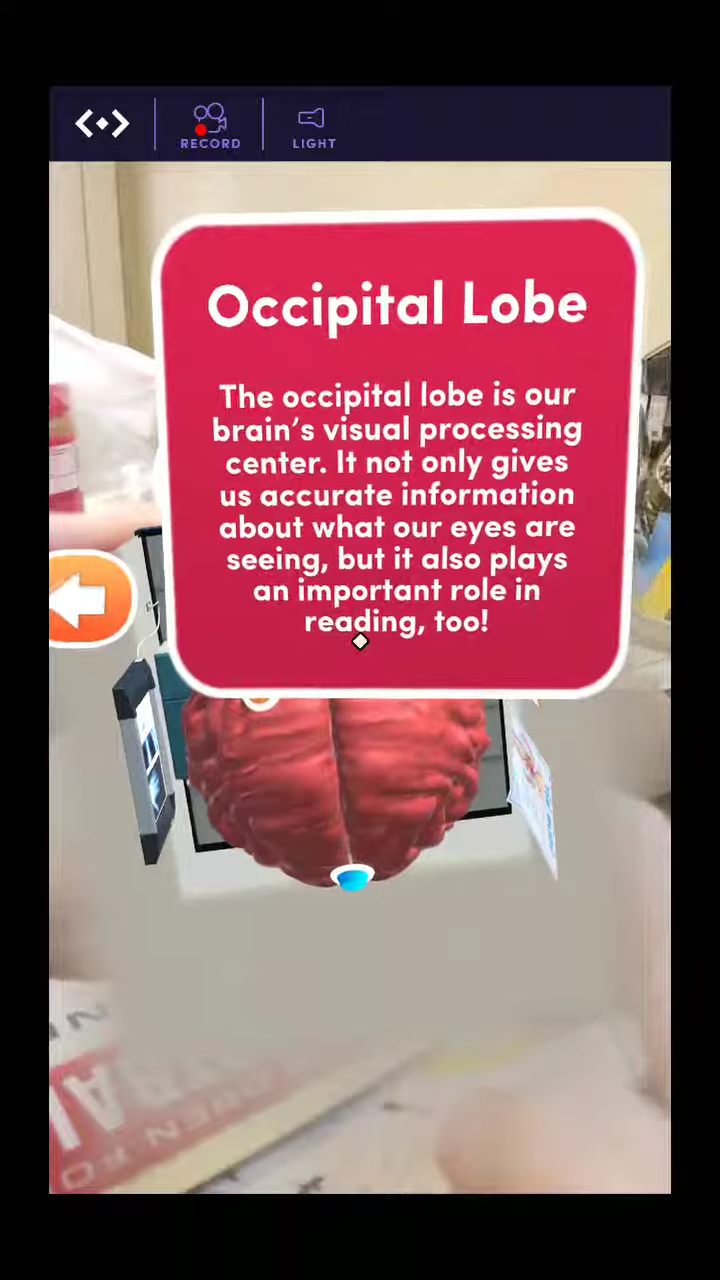 RECORD
LIGHT
Occipital Lobe
The occipital lobe is our
brain's visual processing
center. It not only gives
us accurate information
about what our eyes are
seeing, but it also plays
an important role in
reading, too!